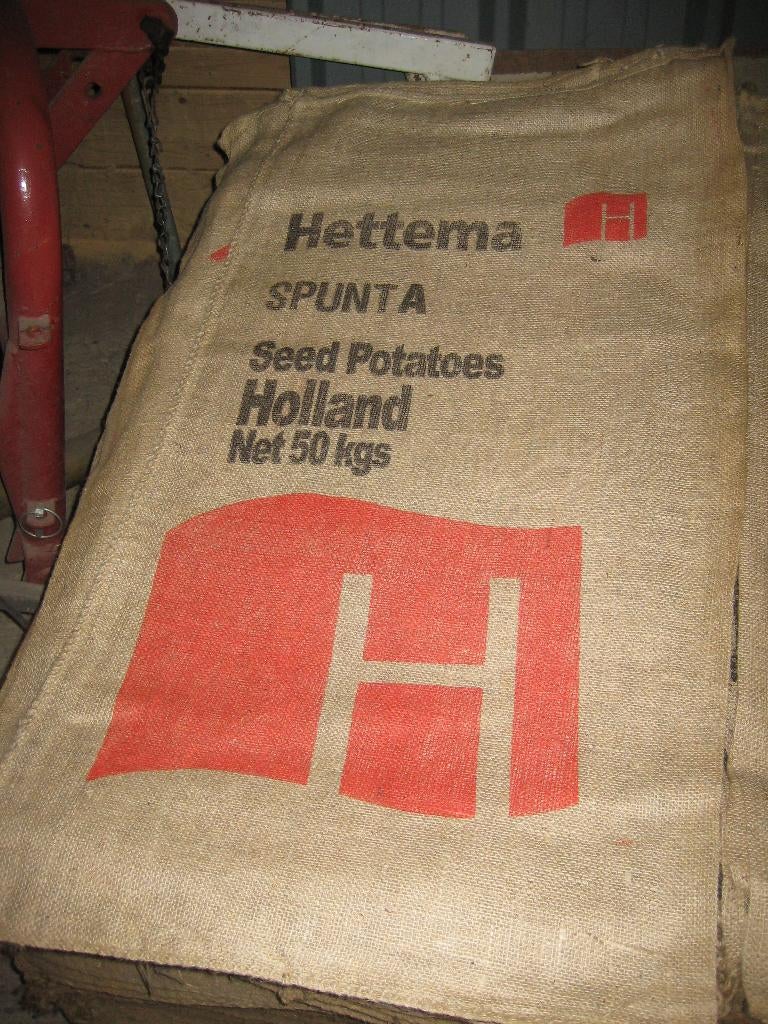 Hettema H
SPUNTA
Seed Potatoes
Holland
Net 50 kgs
H